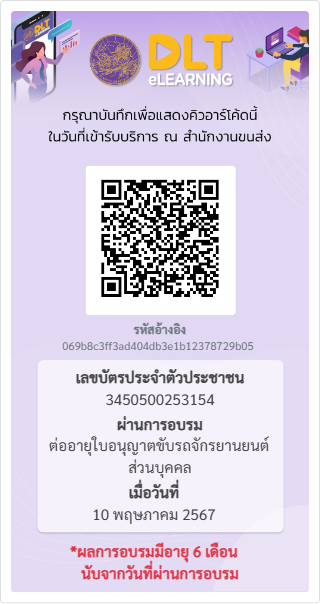 DLT
eLEARNING
กรุณาบันทึกเพื่อแสดงคิวอาร์โค้ดนี้
ในวันที่เข้ารับบริการ ณ สำนักงานขนส่ง
รหัสอ้างอิง
069b8c3ff3ad404db3e1b12378729b05
เลขบัตรประจำตัวประชาชน
3450500253154
ผ่านการอบรม
ต่ออายุใบอนุญาตขับรถจักรยานยนต์
ส่วนบุคคล
เมื่อวันที่
10 พฤษภาคม 2567
*ผลการอบรมมีอายุ 6 เดือน
นับจากวันที่ผ่านการอบรม